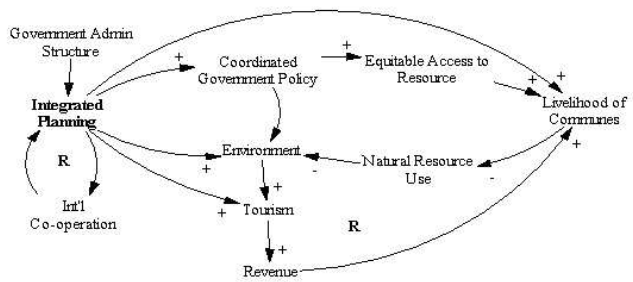 Government Admin
Structure
+
Coordinated
Government Policy
+
Equitable Access to
Resource
+
+
Integrated
Planning
Livelihood of
Communes
R
Environment
+
-
Natural Resource
Use
-
+
Int'l
Co-operation
+
+
Tourism
R
+
Revenue